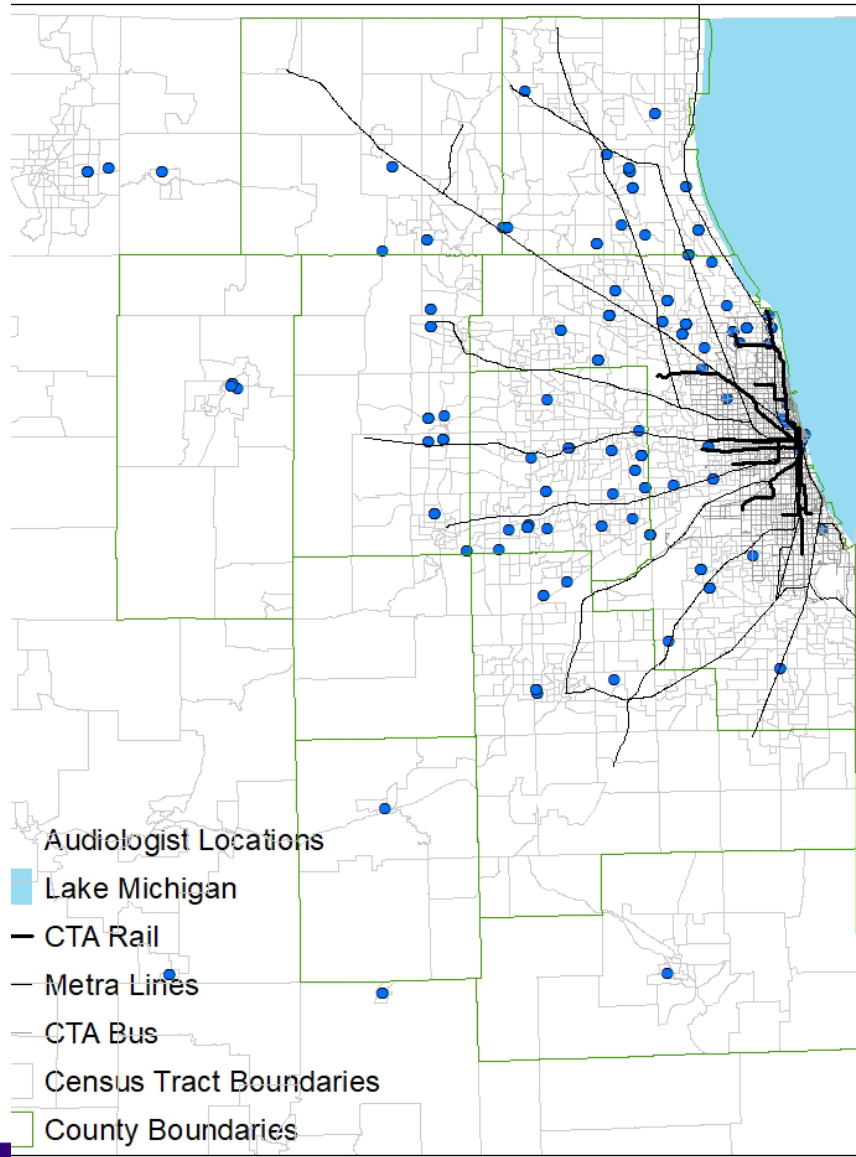 Audiologist Locations
Lake Michigan
CTA Rail
Metra Lines
CTA Bus
Census Tract Boundaries
County Boundaries